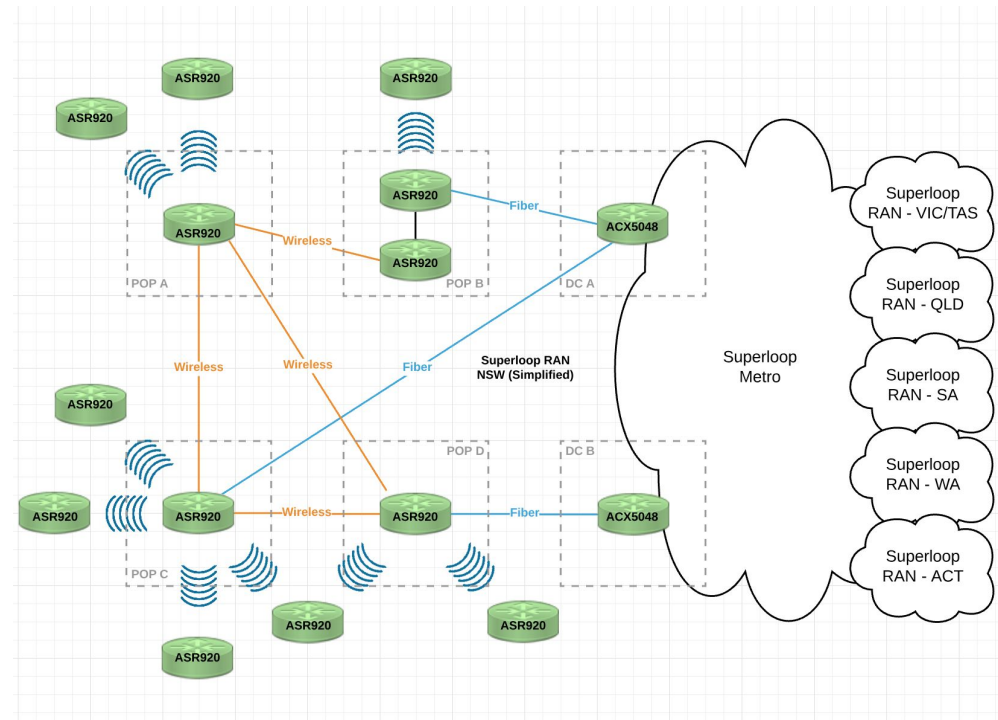 ASR920
ASR920
ASR920
ASR920
ASR920
Fiber
ASR920
Wireless
ACX5048
ASR920
POP A
POP B
DC A
Superloop
RAN - VIC/TAS
Superloop
RAN - QLD
Wireless
Wireless
Fiber
Superloop RAN
NSW (Simplified)
Superloop
Metro
Superloop
RAN - SA
ASR920
POP D
DC B
Superloop
RAN - WA
ASR920
ASR920
Wireless
ASR920
Fiber
ACX5048
POP C
Superloop
RAN - ACT
ASR920
ASR920
ASR920